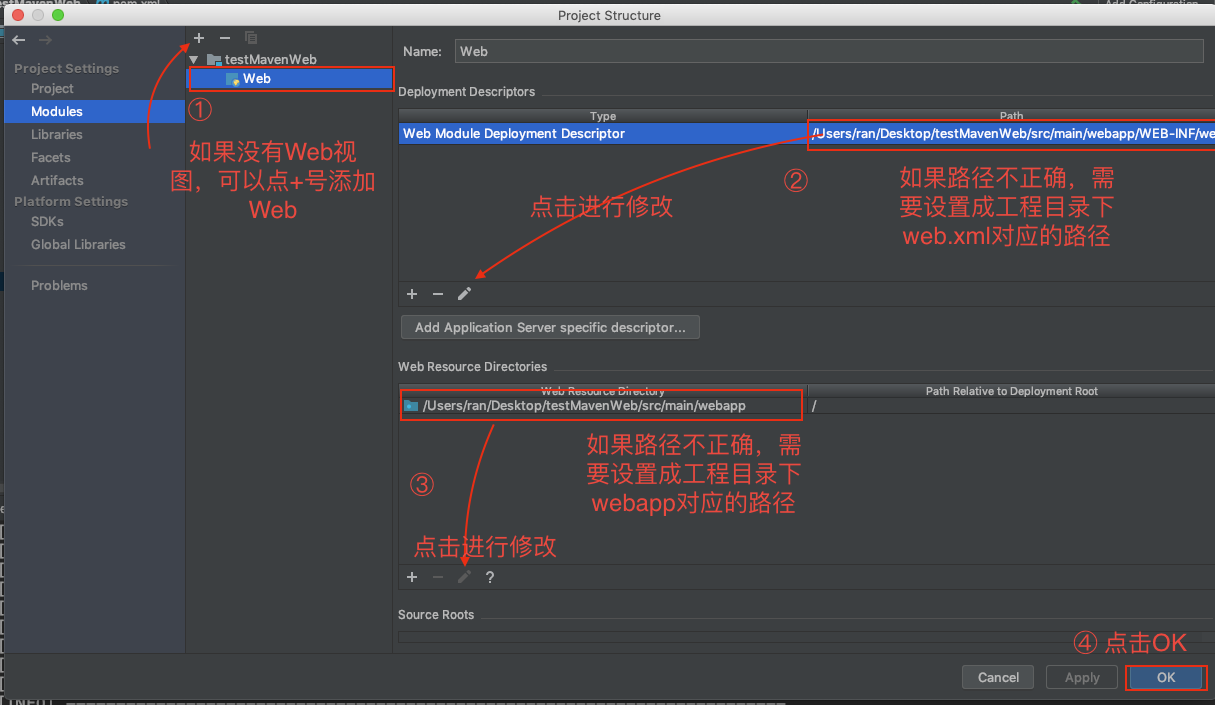 Project Structure
Project Settings
Project
Modules
Libraries
Facets
Artifacts
Platform Settings
SDKs
Global Libraries
Problems
testMavenWeb
Web
①
如果没有Web视
图，可以点+号添加
Web
Name:
Web
Deployment Descriptors
Type
Path
Web Module Deployment Descriptor
/Users/ran/Desktop/testMavenWeb/src/main/webapp/WEB-INF/we
②
如果路径不正确，需
要设置成工程目录下
web.xml对应的路径
点击进行修改
Add Application Server specific descriptor...
Web Resource Directories
Web Resource Directory
Path Relative to Deployment Root
/Users/ran/Desktop/testMavenWeb/src/main/webapp
/
③
如果路径不正确，需
要设置成工程目录下
webapp对应的路径
点击进行修改
?
Source Roots
④ 点击OK
Cancel
Apply
OK